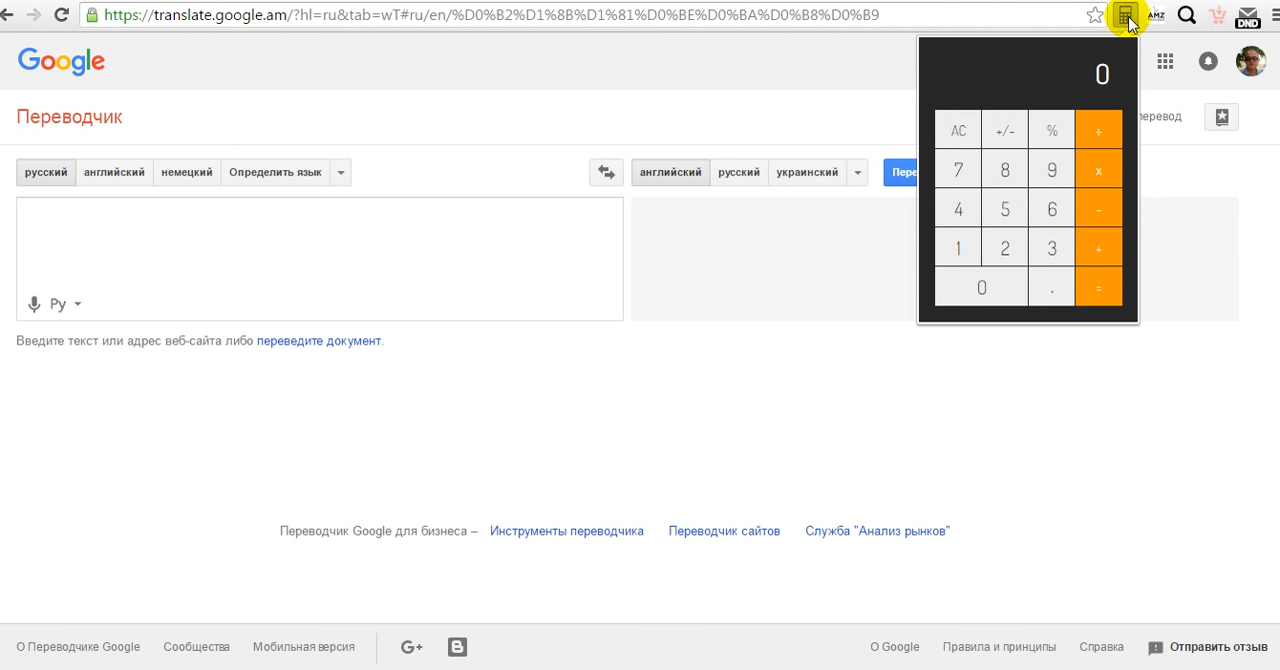 https://translate.google.am/?hl=ru&tab=wT#ru/en/%D0%B2%D1%8B%D1%81%D0%BE%D0%BA%D0%B8%D0%B9
AMZ
DND
Google
0
Переводчик
перевод
русский английский немецкий Определить язык
английский русский украинский
Пере
AC +/- % ÷
7 8 9 x
4 5 6 -
1 2 3 +
0 . =
Ру
Введите текст или адрес веб-сайта либо переведите документ.
Переводчик Google для бизнеса – Инструменты переводчика Переводчик сайтов Служба "Анализ рынков"
О Переводчике Google Сообщества Мобильная версия G+ B О Google Правила и принципы Справка Отправить отзыв